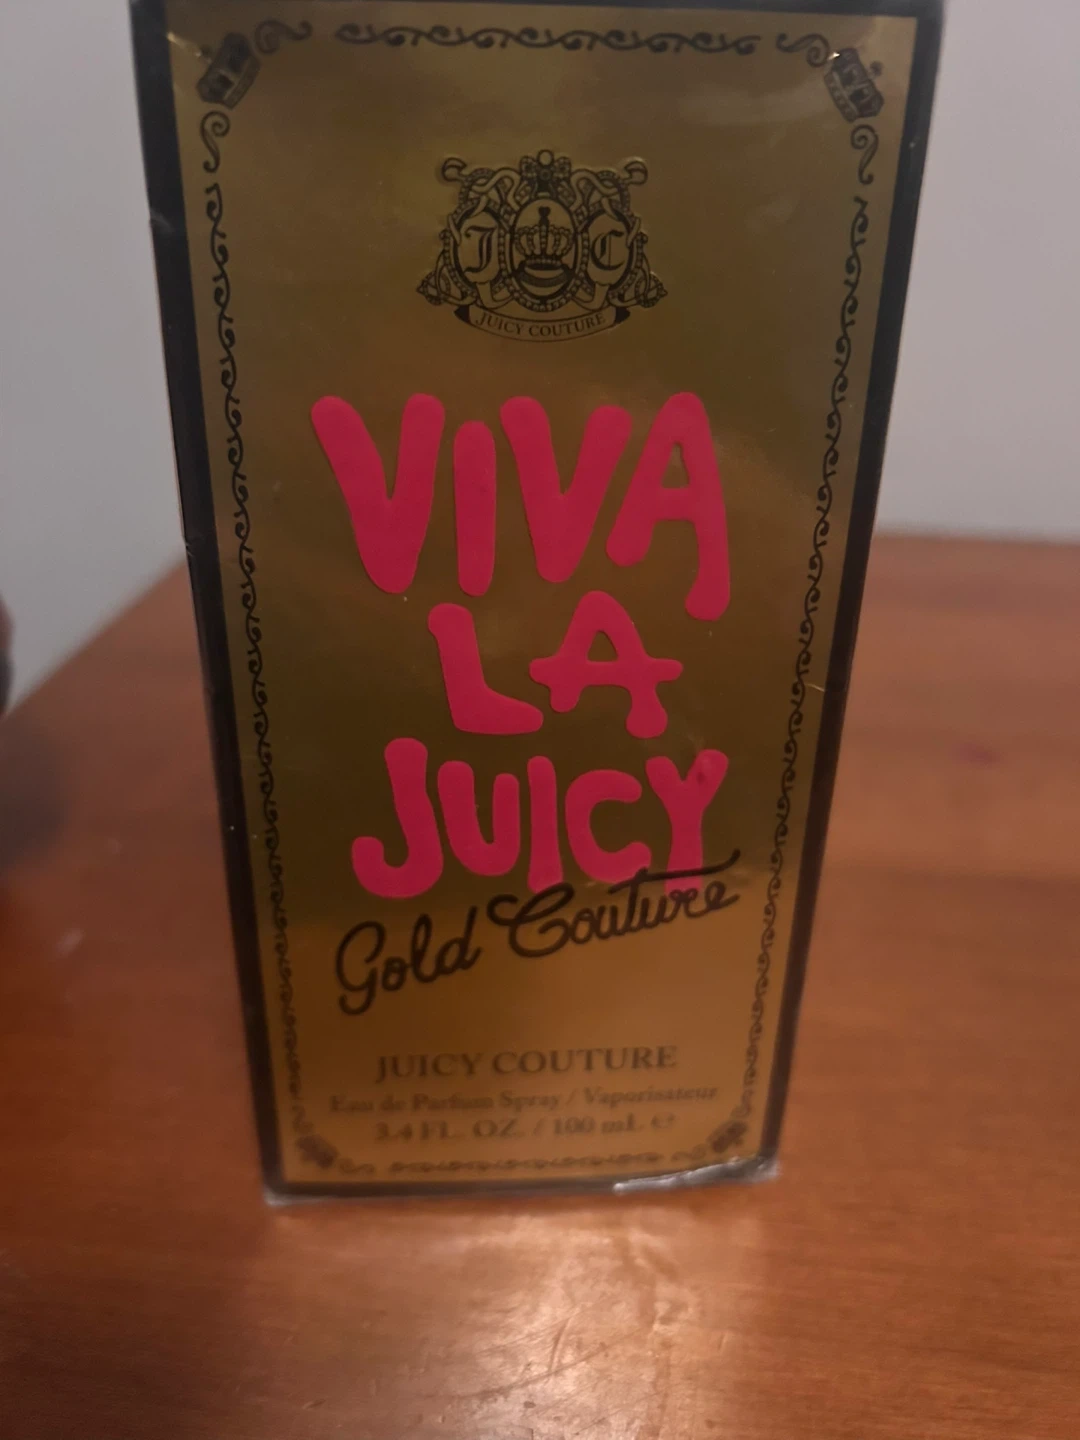 J C
JUICY COUTURE
VIVA
LA
JUICY
Gold Couture
JUICY COUTURE
Eau de Parfum Spray / Vaporisateur
3.4 FL. OZ. / 100 mL ℮